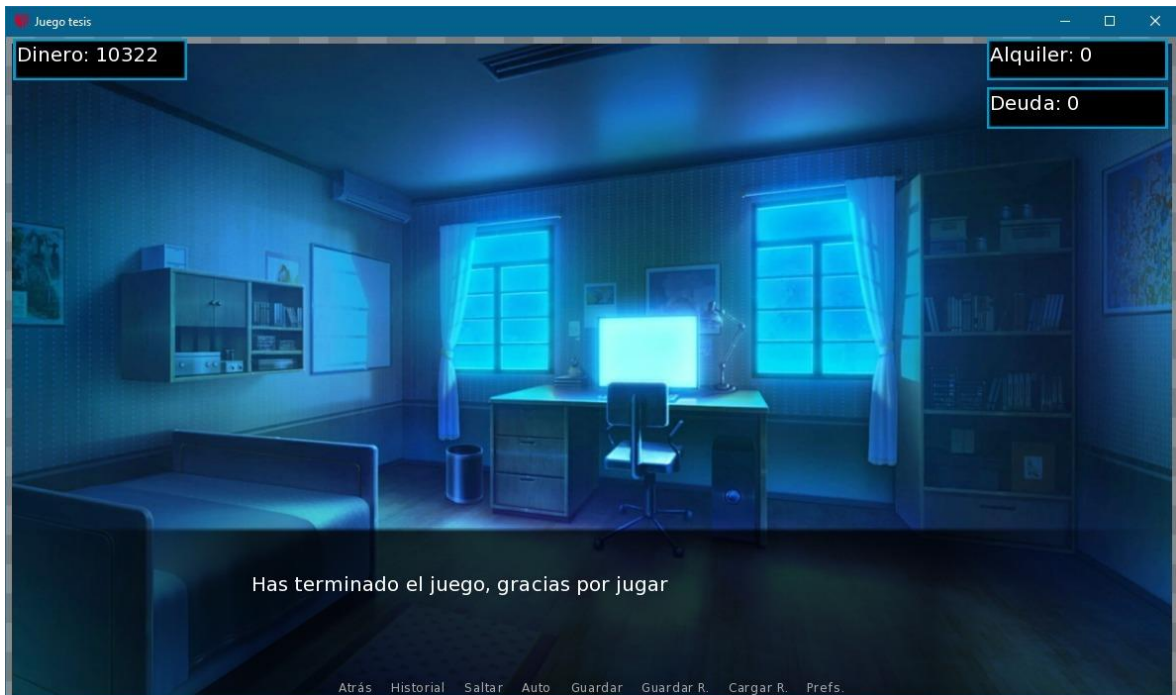 Juego tesis
Dinero: 10322
Alquiler: 0
Deuda: 0
Has terminado el juego, gracias por jugar
Atrás Historial Saltar Auto Guardar Guardar R. Cargar R. Prefs.